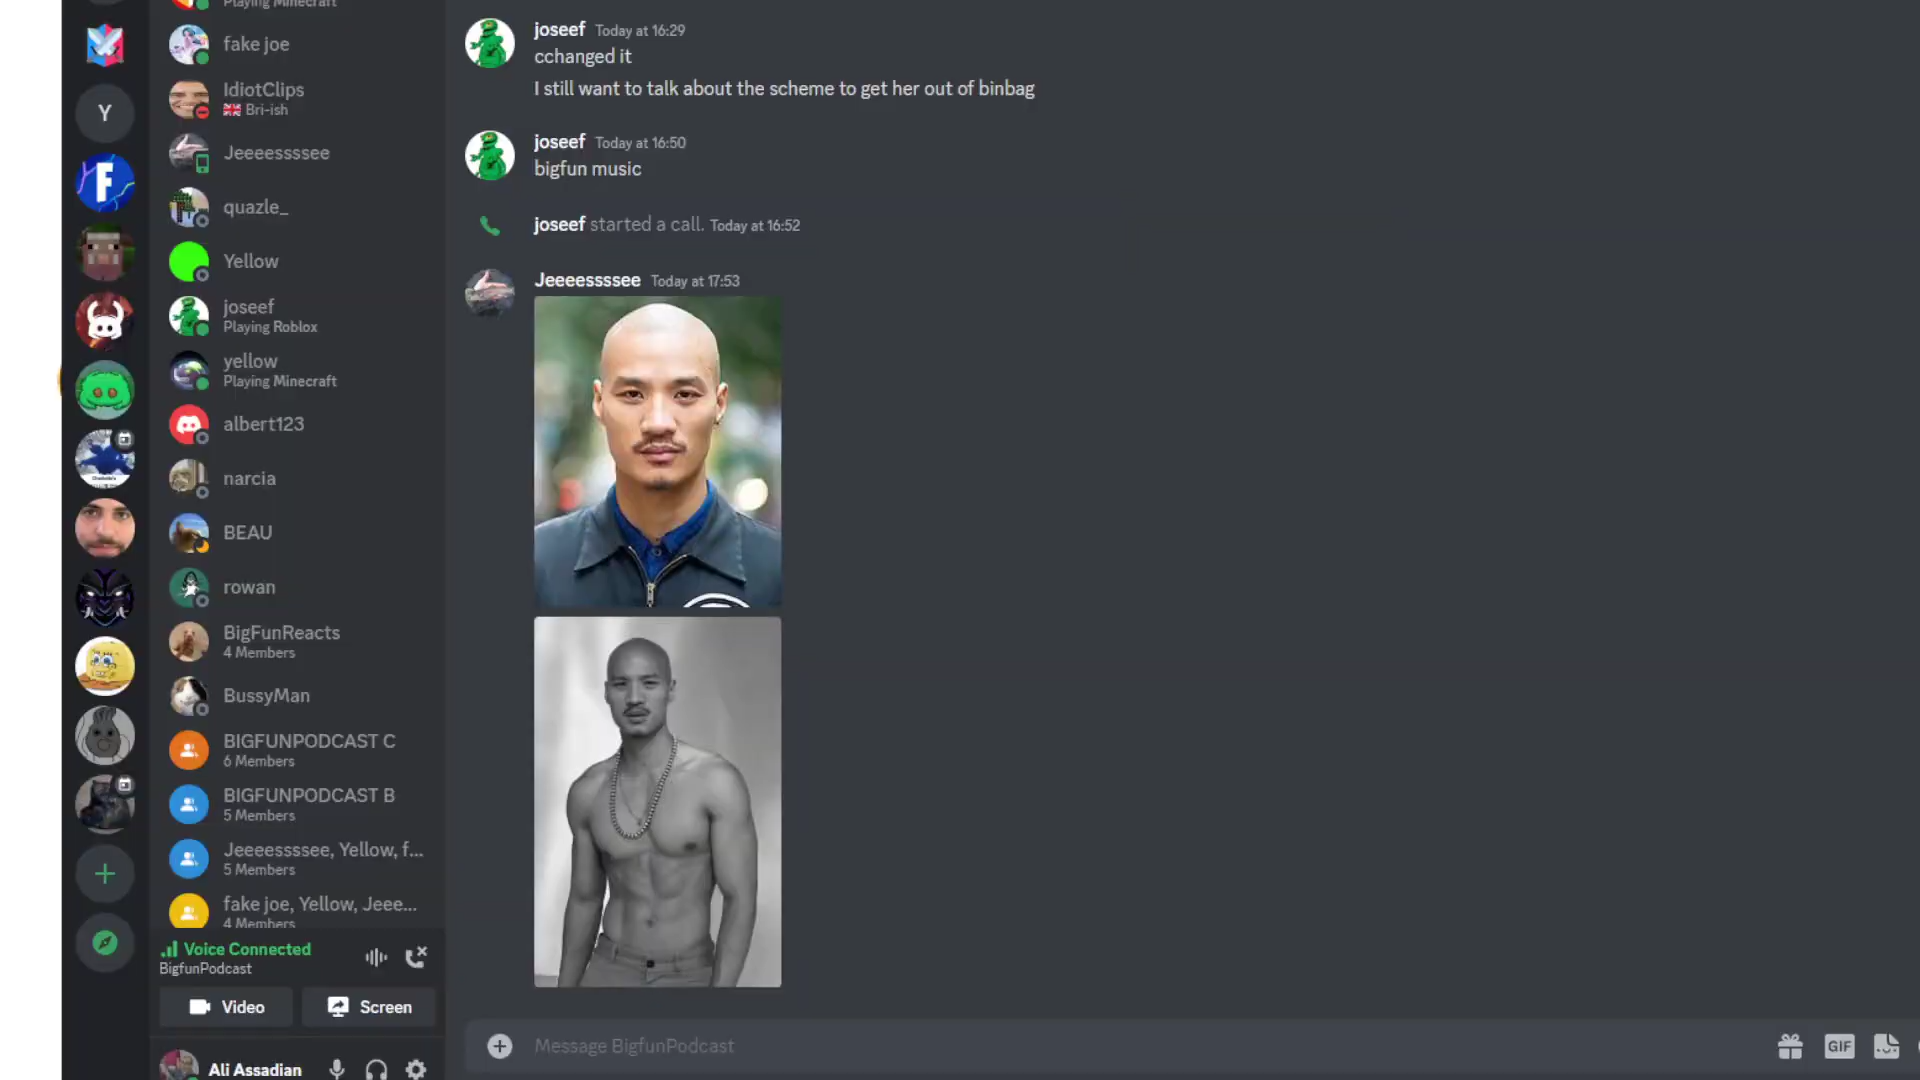 Playing Minecraft
fake joe
IdiotClips
Bri-ish
Y
Jeeeessssee
F
quazle_
Yellow
joseef
Playing Roblox
yellow
Playing Minecraft
albert123
narcia
BEAU
rowan
BigFunReacts
4 Members
BussyMan
BIGFUNPODCAST C
6 Members
BIGFUNPODCAST B
5 Members
Jeeeessssee, Yellow, f...
5 Members
fake joe, Yellow, Jeee...
4 Members
Voice Connected
BigfunPodcast
Video
Screen
Ali Assadian
joseef Today at 16:29
cchanged it
I still want to talk about the scheme to get her out of binbag
joseef Today at 16:50
bigfun music
joseef started a call. Today at 16:52
Jeeeessssee Today at 17:53
Message BigfunPodcast
GIF